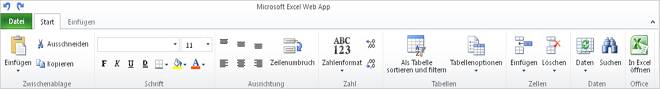 Microsoft Excel Web App
Datei Start Einfügen
Einfügen
Ausschneiden
Kopieren
Zwischenablage
11
F K U D A
Schrift
Zeilenumbruch
Ausrichtung
ABC
123
Zahlenformat
Zahl
Als Tabelle
sortieren und filtern
Tabellenoptionen
Tabellen
Einfügen Löschen
Zellen
Daten Suchen
Daten
In Excel
öffnen
Office